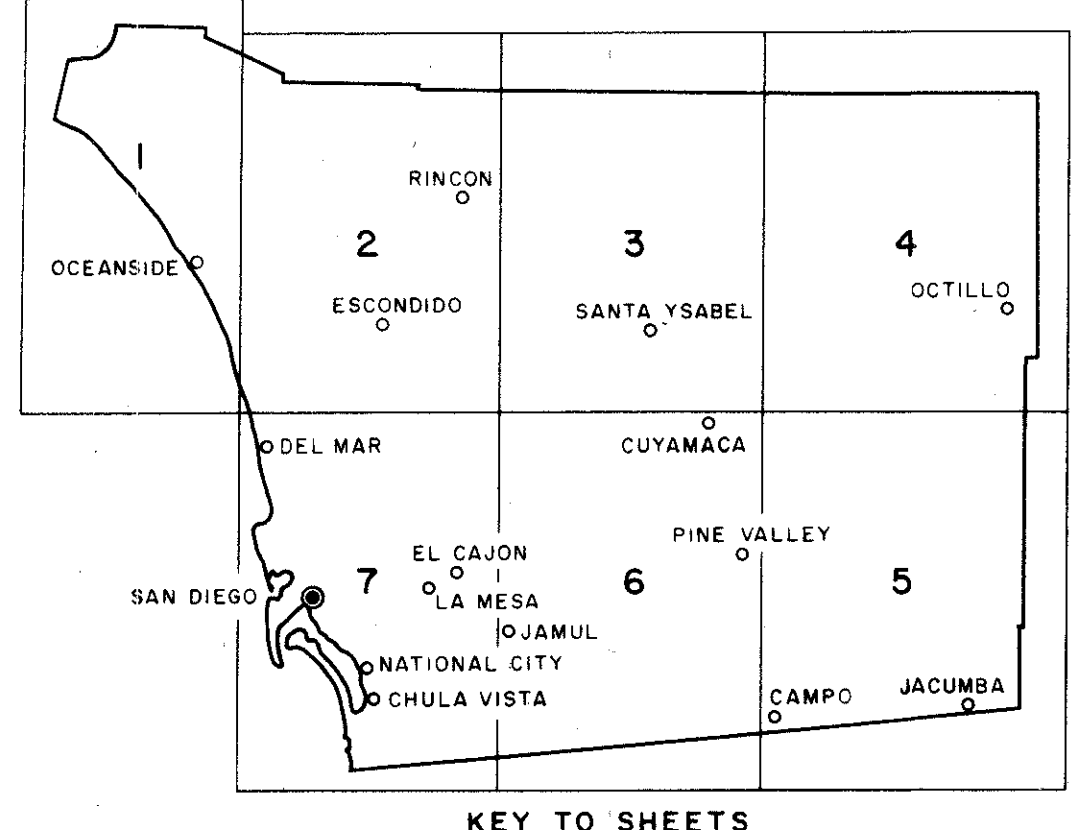 1
RINCON
2
3
4
OCEANSIDE
OCTILLO
ESCONDIDO
SANTA YSABEL
DEL MAR
CUYAMACA
PINE VALLEY
EL CAJON
7
6
5
SAN DIEGO
LA MESA
JAMUL
NATIONAL CITY
CHULA VISTA
CAMPO
JACUMBA
KEY TO SHEETS